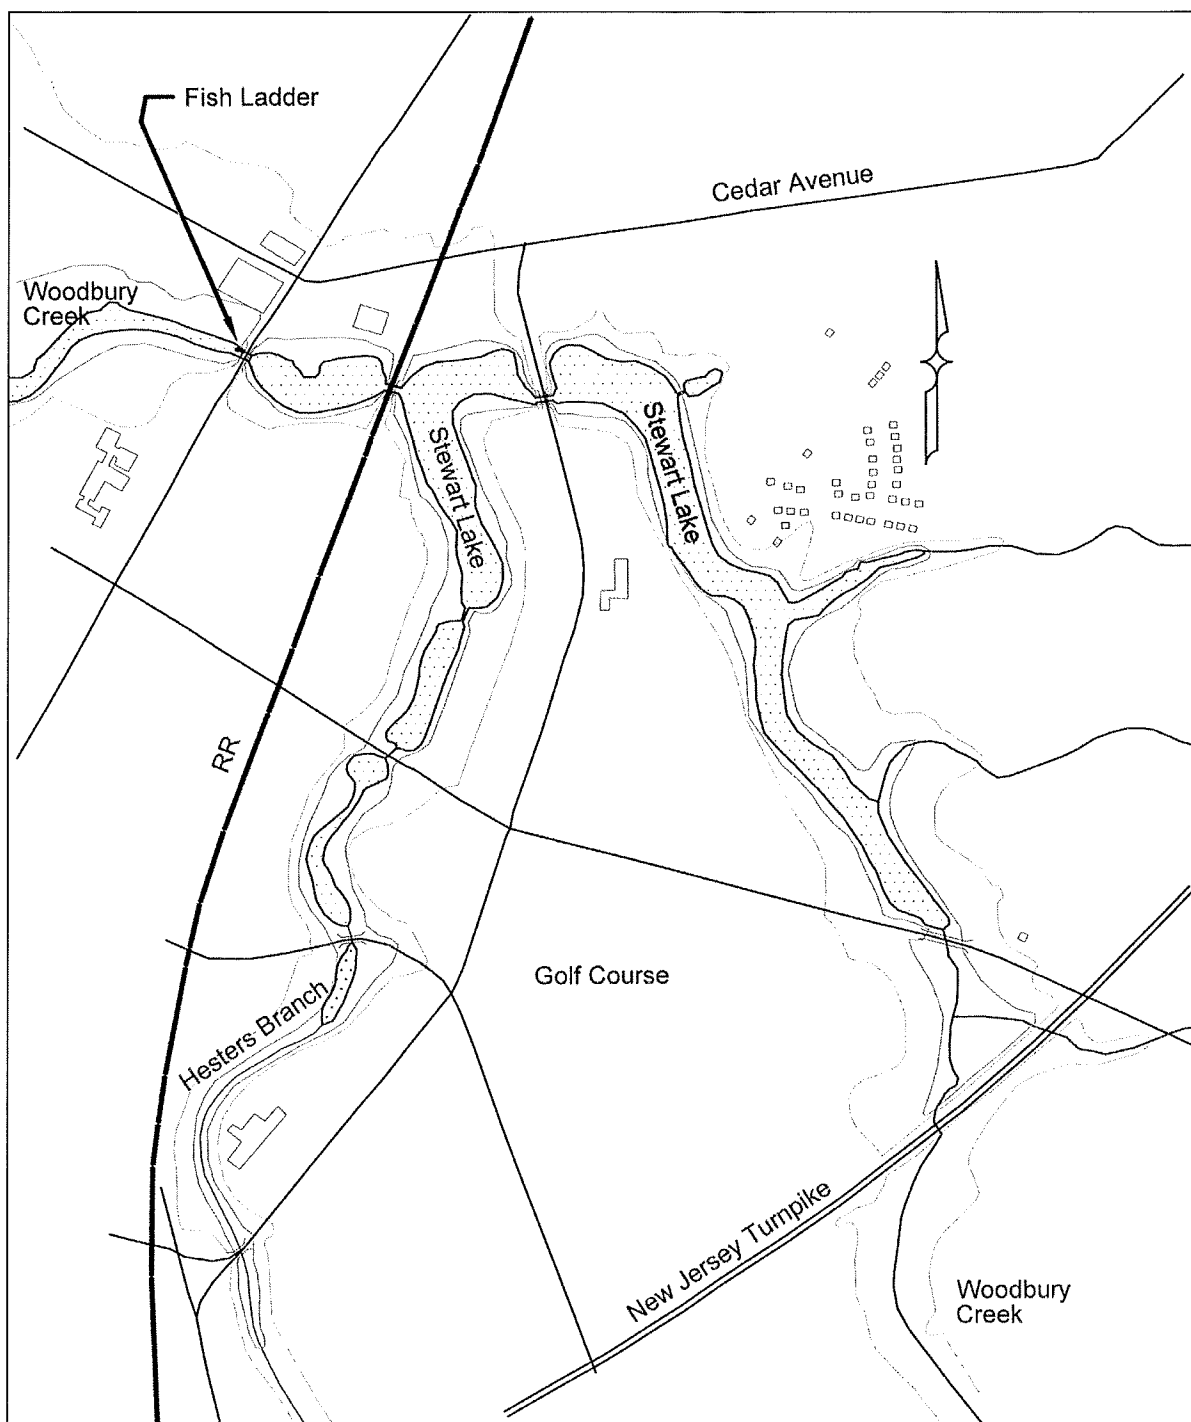 Fish Ladder
Cedar Avenue
Woodbury
Creek
Stewart Lake
Stewart Lake
RR
Golf Course
Hesters Branch
New Jersey Turnpike
Woodbury
Creek